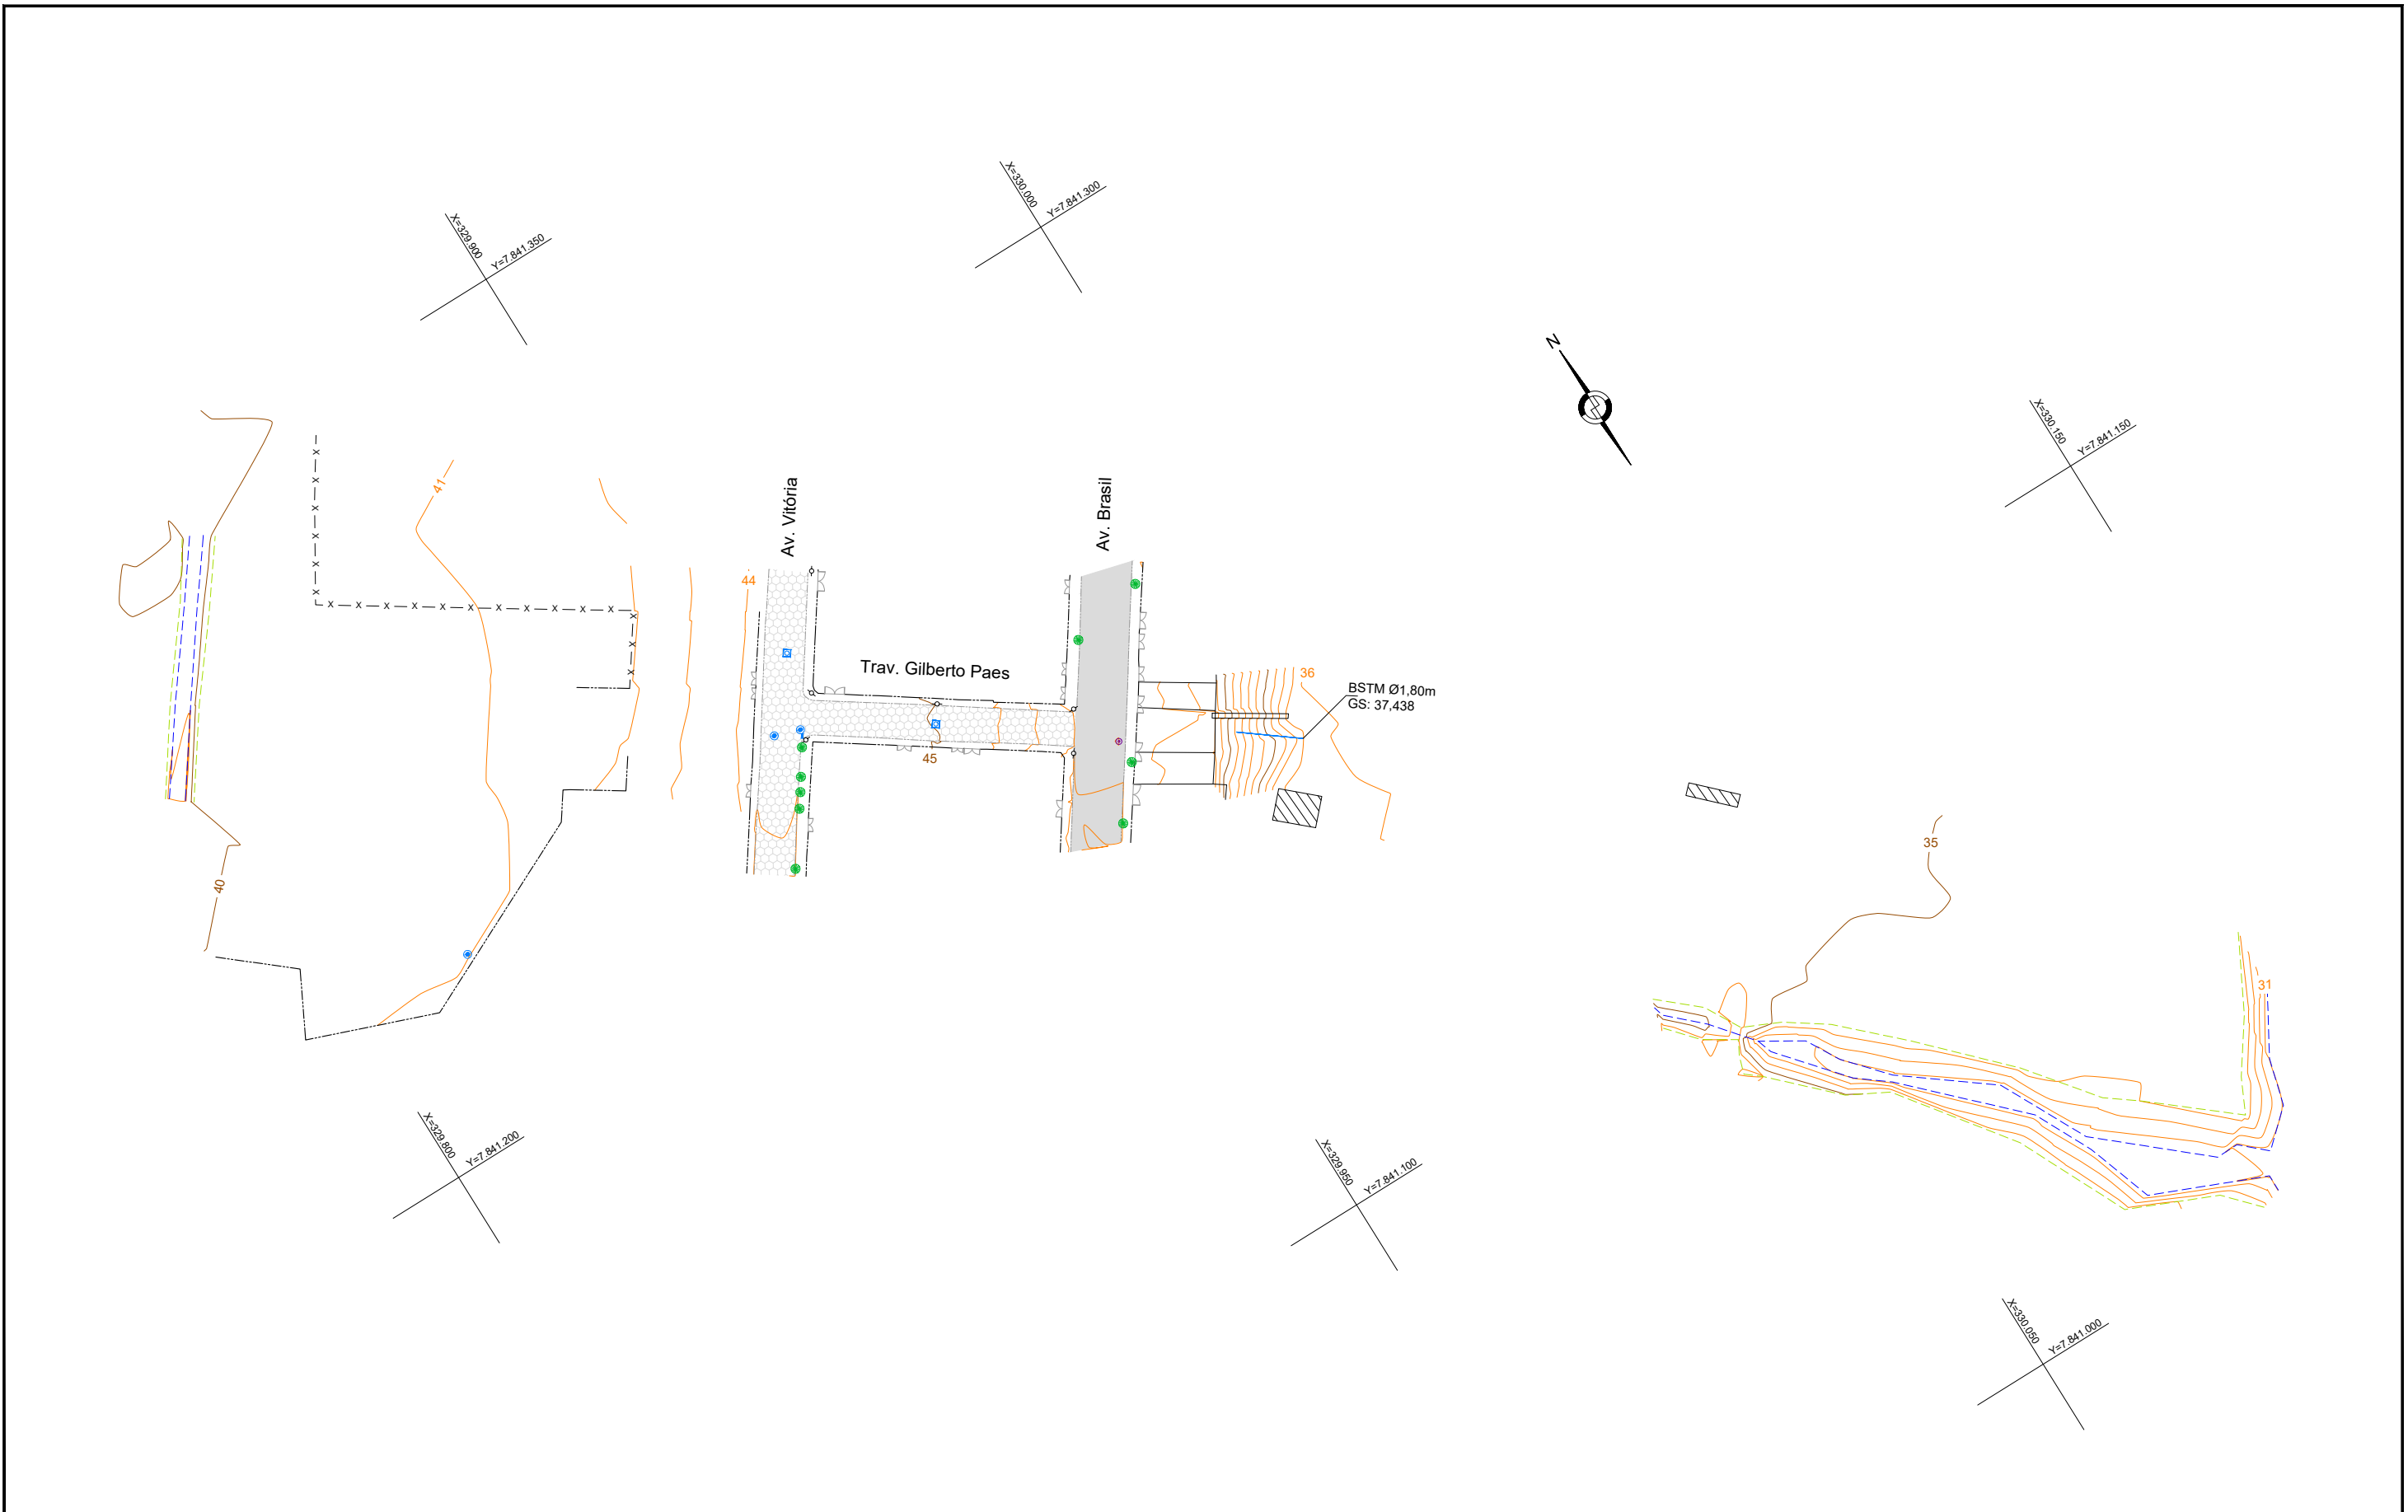 X=330.000
Y=7.841.300
X=329.900
Y=7.841.350
N
X=330.150
Y=7.841.150
41
Av. Vitória
Av. Brasil
44
Trav. Gilberto Paes
36
BSTM Ø1,80m
GS: 37,438
45
35
40
31
X=329.800
Y=7.841.200
X=329.950
Y=7.841.100
X=330.050
Y=7.841.000